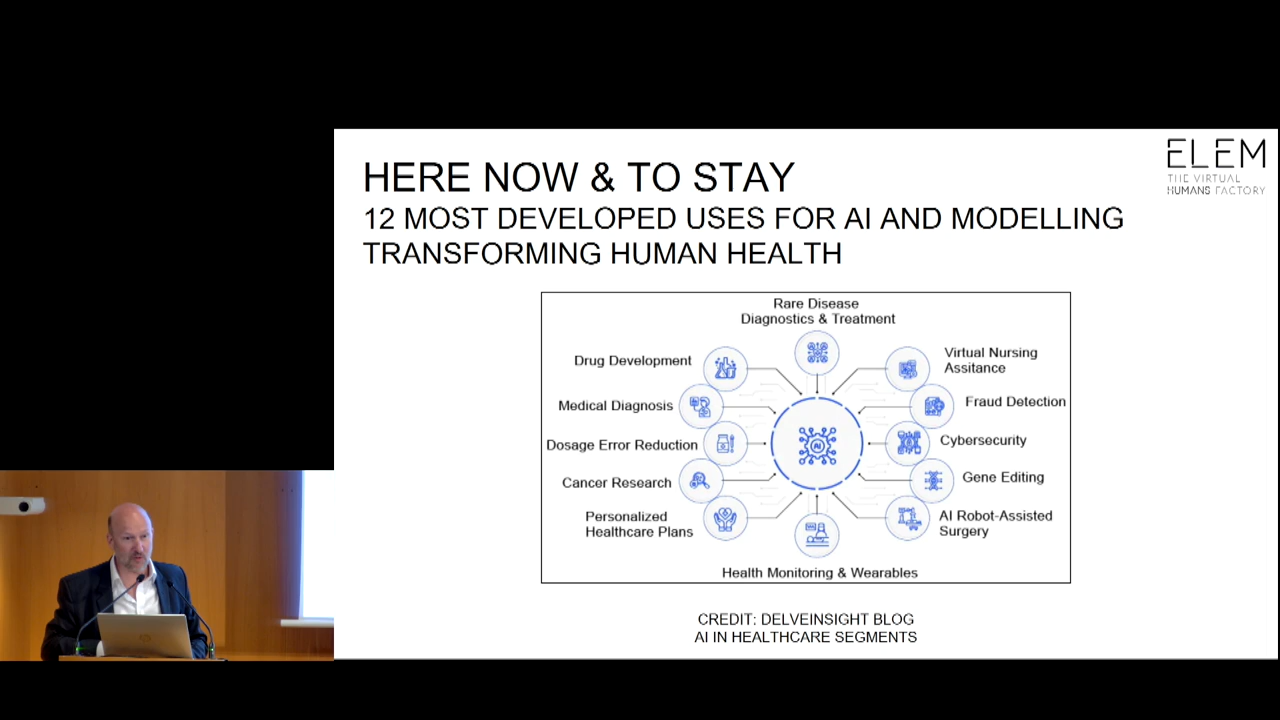 HERE NOW & TO STAY
12 MOST DEVELOPED USES FOR AI AND MODELLING
TRANSFORMING HUMAN HEALTH
ELEM
THE VIRTUAL
HUMANS FACTORY
Rare Disease
Diagnostics & Treatment
Drug Development
Medical Diagnosis
Dosage Error Reduction
Cancer Research
Personalized
Healthcare Plans
Virtual Nursing
Assitance
Fraud Detection
Cybersecurity
Gene Editing
AI Robot-Assisted
Surgery
AI
Health Monitoring & Wearables
CREDIT: DELVEINSIGHT BLOG
AI IN HEALTHCARE SEGMENTS